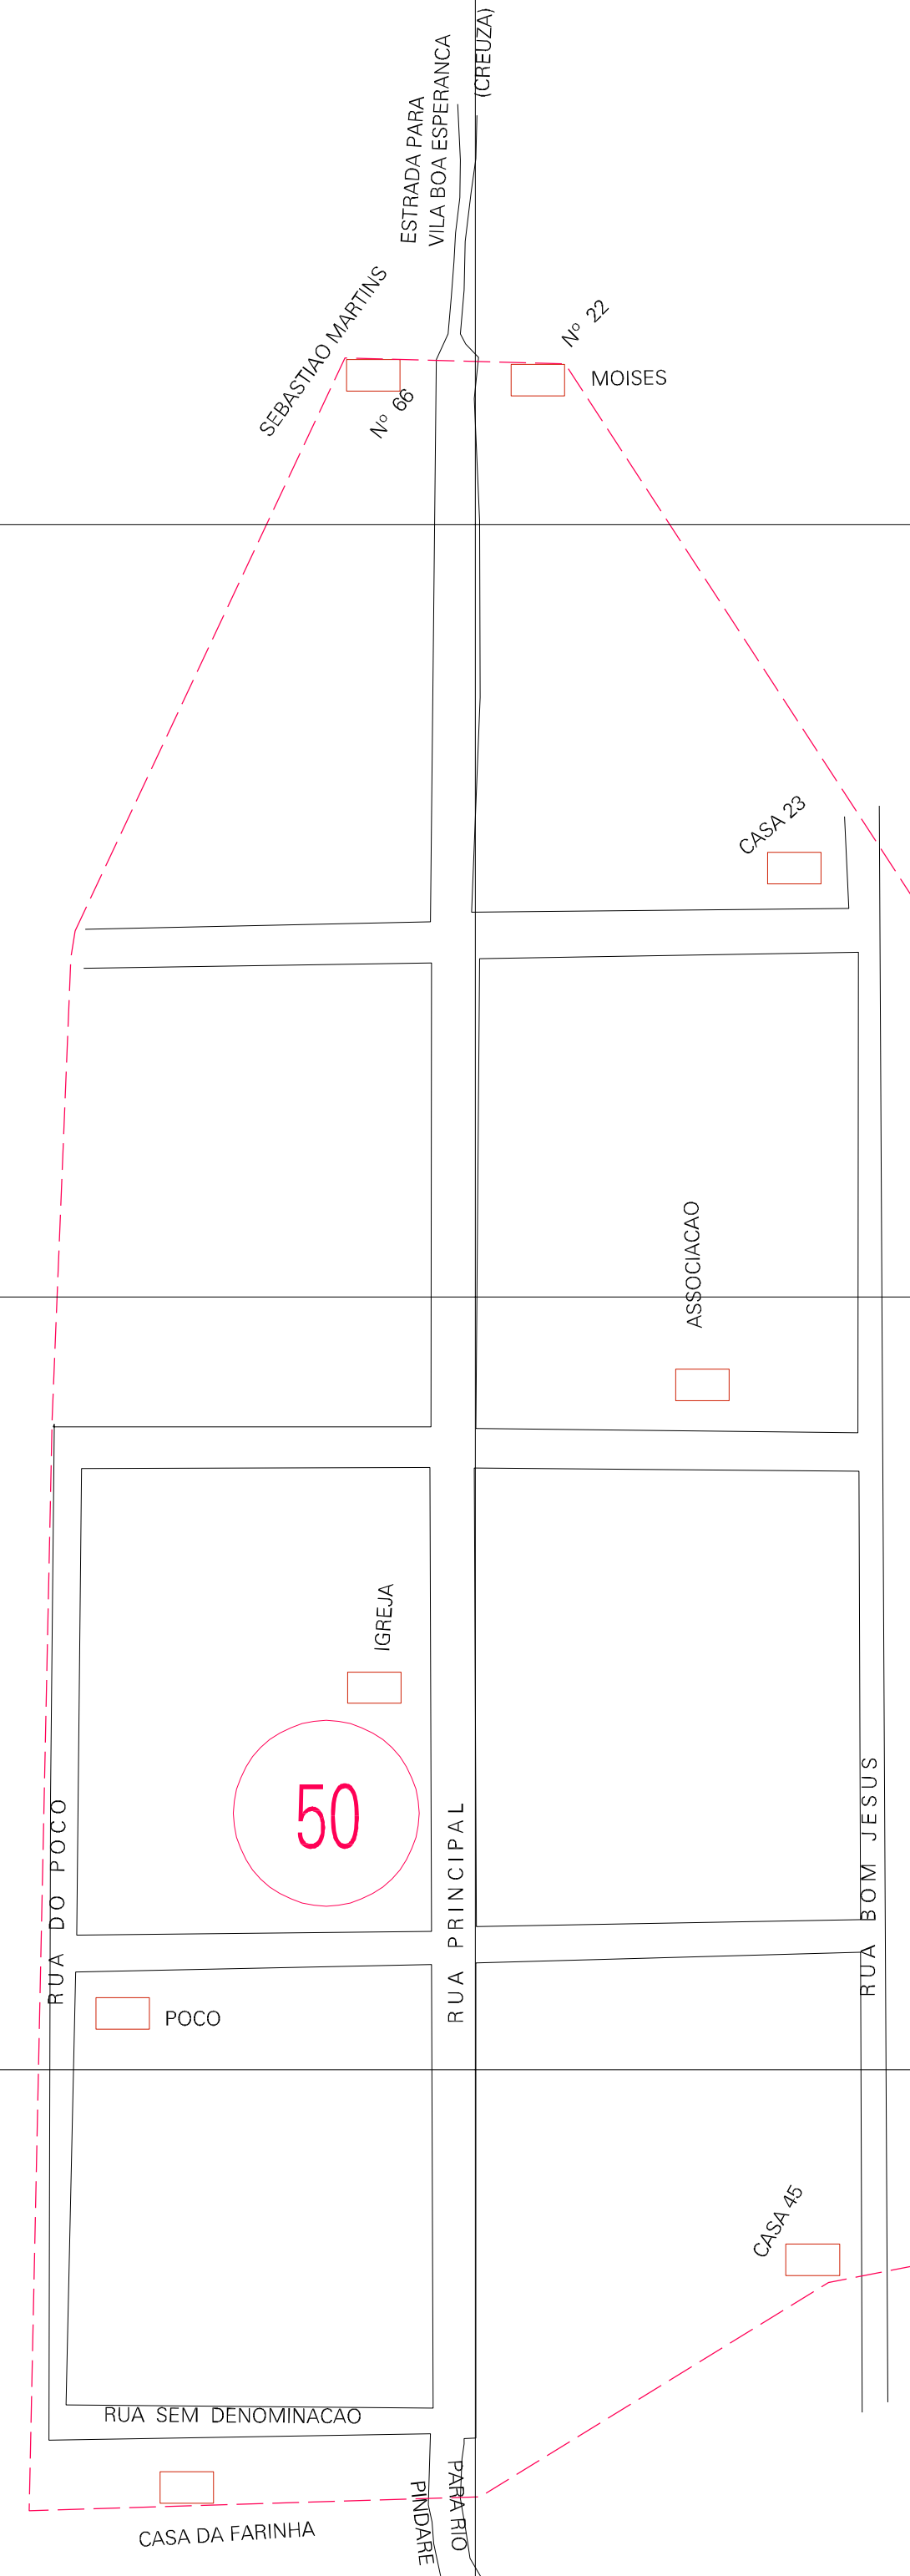 (CREUZA)
ESTRADA PARA
VILA BOA ESPERANCA
SEBASTIAO MARTINS
Nº 66
Nº 22
MOISES
CASA 23
ASSOCIACAO
IGREJA
50
RUA DO POCO
RUA PRINCIPAL
RUA BOM JESUS
POCO
CASA 45
RUA SEM DENOMINACAO
PARA RIO
PINDARE
CASA DA FARINHA